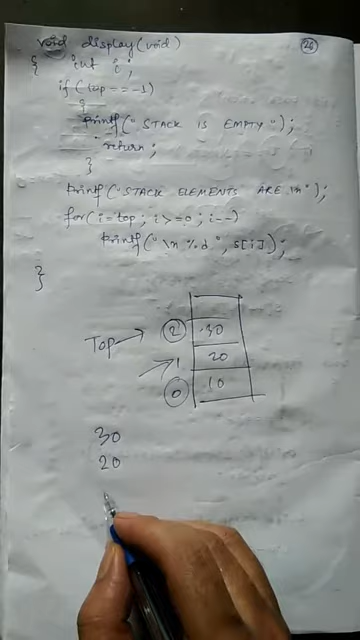 void display(void)
26
{ int i;
if(top == -1)
{
printf("STACK IS EMPTY");
return;
}
printf("STACK ELEMENTS ARE \n");
for(i=top; i>=0; i--)
printf("\n %d", s[i]);
}
Top 2 30
1 20
0 10
30
20